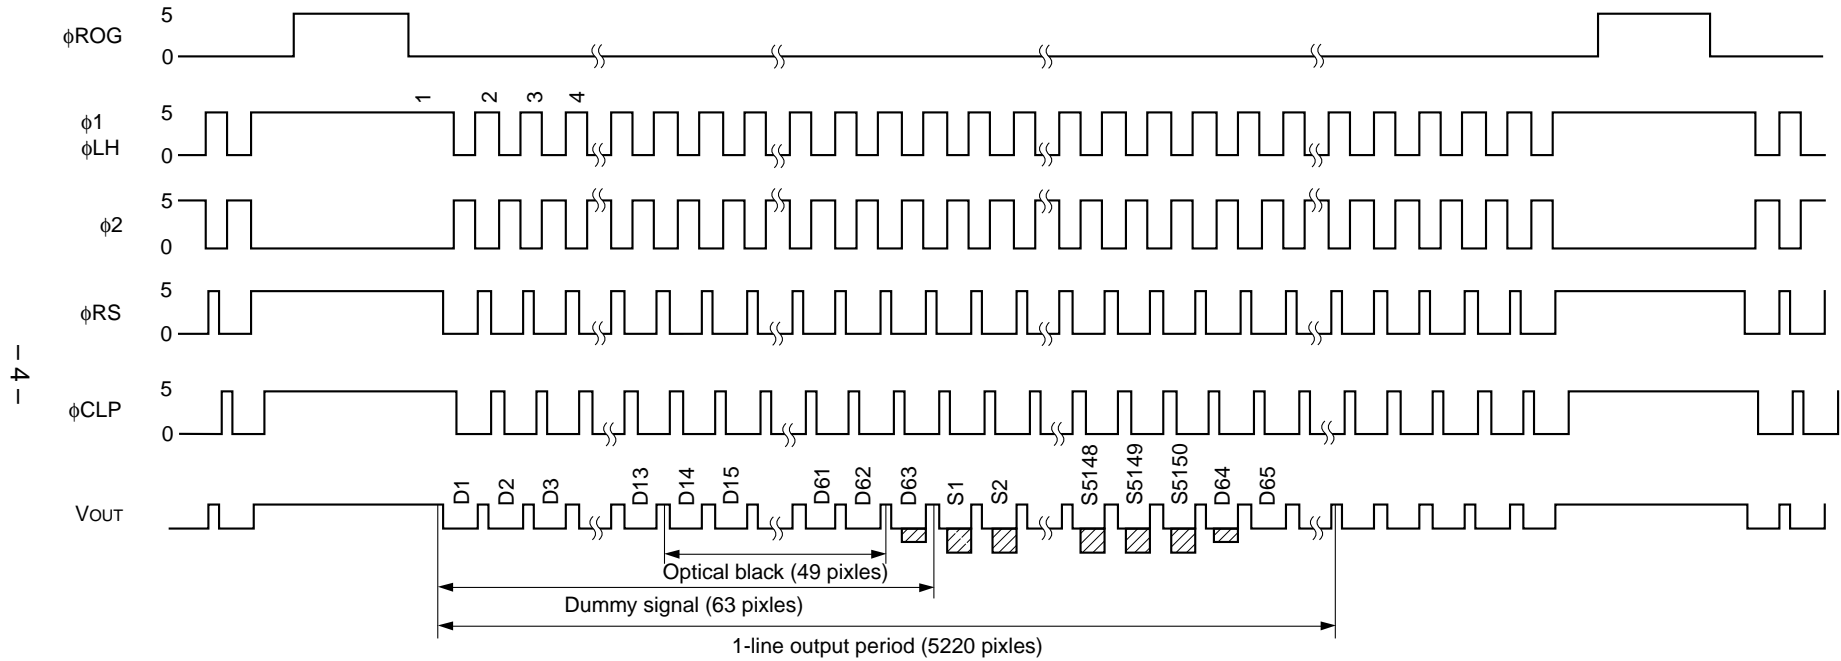 5
φROG
0
1
2
3
4
5
φ1
φLH
0
5
φ2
0
5
φRS
0
5
φCLP
0
D1
D2
D3
D13
D14
D15
D61
D62
D63
S1
S2
S5148
S5149
S5150
D64
D65
VOUT
Optical black (49 pixles)
Dummy signal (63 pixles)
1-line output period (5220 pixles)
– 4 –